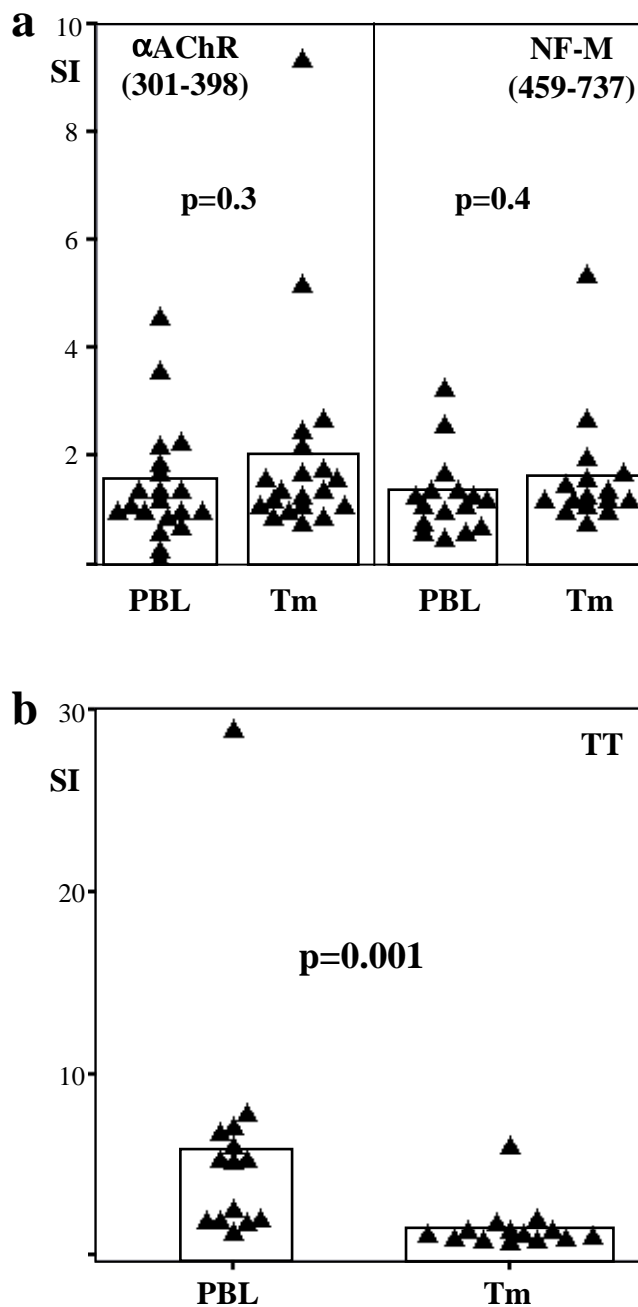 a
10
SI
αAChR
(301-398)
NF-M
(459-737)
8
p=0.3
p=0.4
6
4
2
PBL
Tm
PBL
Tm
b
30
SI
TT
20
p=0.001
10
PBL
Tm